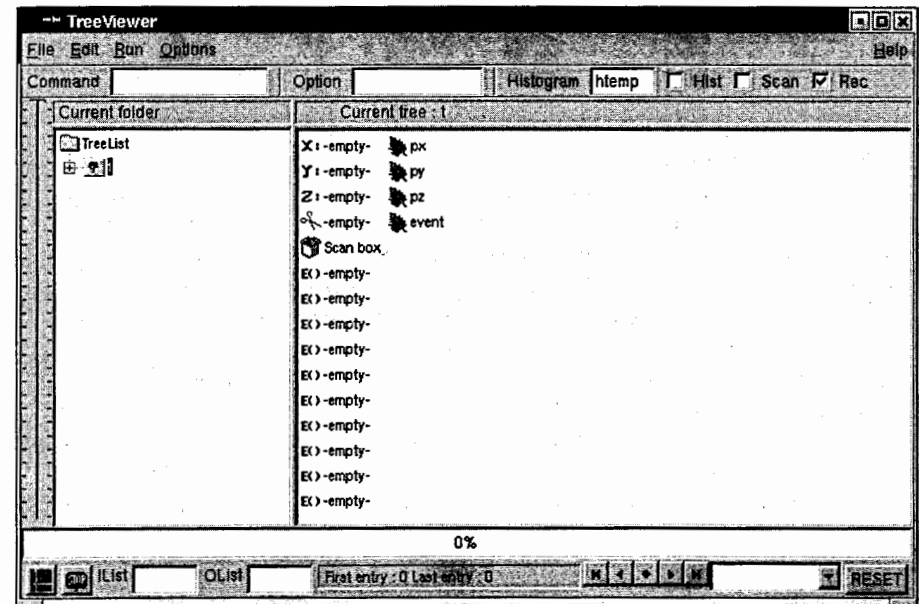 TreeViewer
File Edit Run Options Help
Command Option Histogram htemp Hist Scan Rec
Current folder Current tree : t
TreeList
X: -empty- px
Y: -empty- py
Z: -empty- pz
-empty- event
Scan box
E() -empty-
E() -empty-
E() -empty-
E() -empty-
E() -empty-
E() -empty-
E() -empty-
E() -empty-
E() -empty-
E() -empty-
0%
IList OList First entry : 0 Last entry : 0 RESET